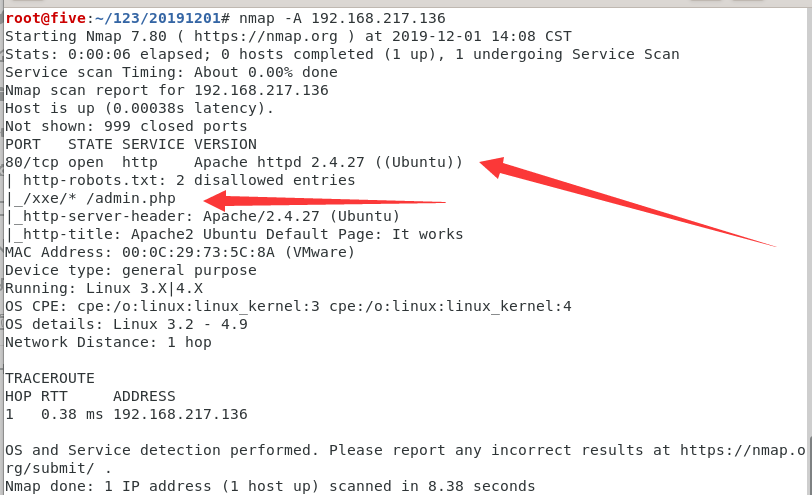 root@five:~/123/20191201# nmap -A 192.168.217.136
Starting Nmap 7.80 ( https://nmap.org ) at 2019-12-01 14:08 CST
Stats: 0:00:06 elapsed; 0 hosts completed (1 up), 1 undergoing Service Scan
Service scan Timing: About 0.00% done
Nmap scan report for 192.168.217.136
Host is up (0.00038s latency).
Not shown: 999 closed ports
PORT   STATE SERVICE VERSION
80/tcp open  http    Apache httpd 2.4.27 ((Ubuntu))
| http-robots.txt: 2 disallowed entries
|_/xxe/* /admin.php
|_http-server-header: Apache/2.4.27 (Ubuntu)
|_http-title: Apache2 Ubuntu Default Page: It works
MAC Address: 00:0C:29:73:5C:8A (VMware)
Device type: general purpose
Running: Linux 3.X|4.X
OS CPE: cpe:/o:linux:linux_kernel:3 cpe:/o:linux:linux_kernel:4
OS details: Linux 3.2 - 4.9
Network Distance: 1 hop

TRACEROUTE
HOP RTT     ADDRESS
1   0.38 ms 192.168.217.136

OS and Service detection performed. Please report any incorrect results at https://nmap.o
rg/submit/ .
Nmap done: 1 IP address (1 host up) scanned in 8.38 seconds